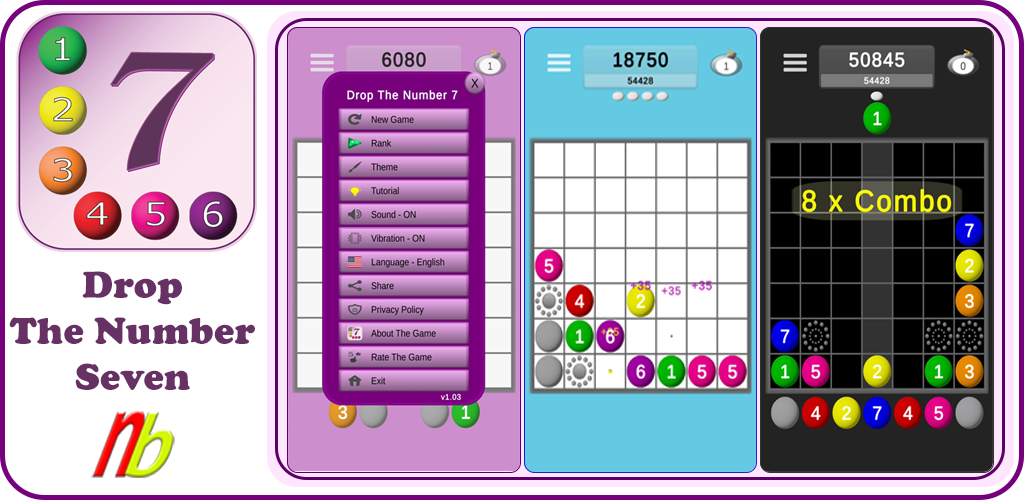 1
2
3
7
4 5 6
Drop
The Number
Seven
nb
6080
1
Drop The Number 7
X
New Game
Rank
Theme
Tutorial
Sound - ON
Vibration - ON
Language - English
Share
Privacy Policy
About The Game
Rate The Game
Exit
v1.03
3 1
18750
54428
1
5
4 2 +35 +35 +35
1 6
6 1 5 5
50845
54428
0
1
8 x Combo
7
2
3
7
1 5 2 1 3
4 2 7 4 5